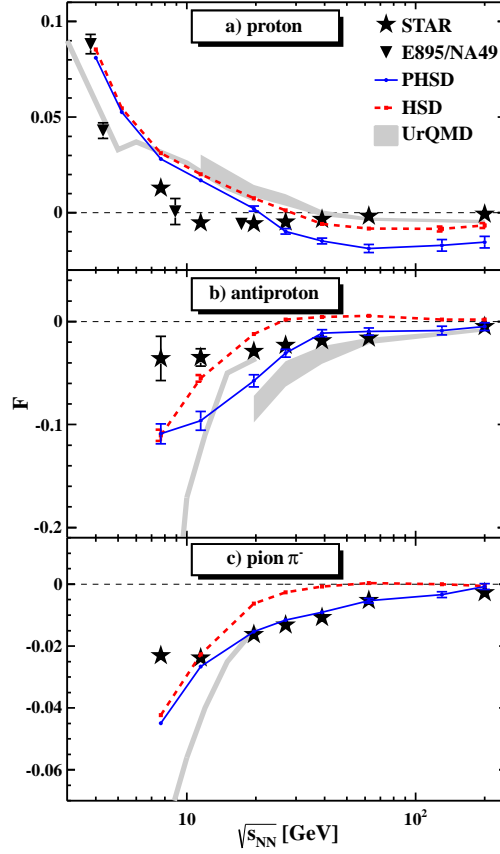 a) proton
STAR
E895/NA49
PHSD
HSD
UrQMD
0.1
0.05
0
b) antiproton
0
-0.1
-0.2
F
c) pion π-
0
-0.02
-0.04
-0.06
10
10²
√sNN [GeV]